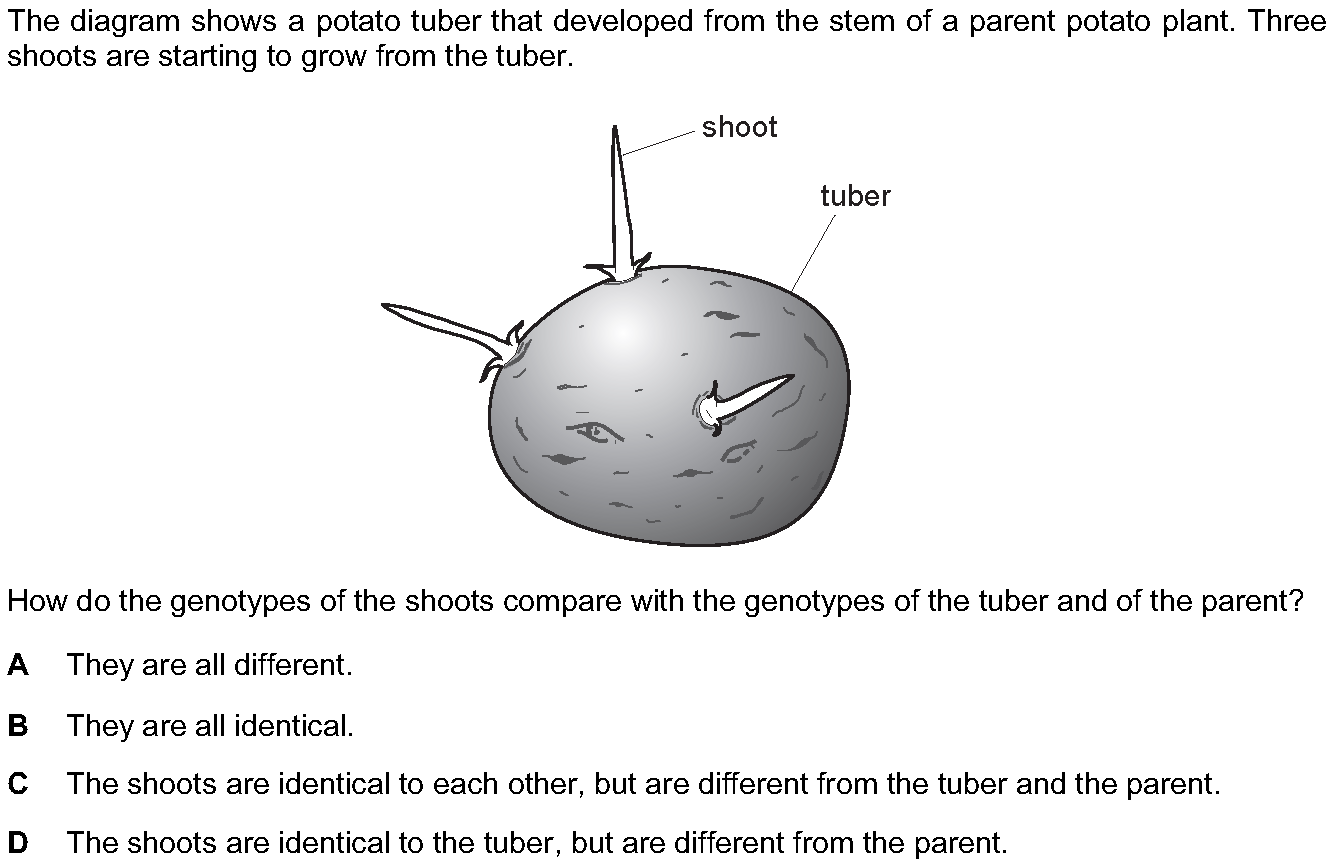 The diagram shows a potato tuber that developed from the stem of a parent potato plant. Three
shoots are starting to grow from the tuber.
shoot
tuber
How do the genotypes of the shoots compare with the genotypes of the tuber and of the parent?
A They are all different.
B They are all identical.
C The shoots are identical to each other, but are different from the tuber and the parent.
D The shoots are identical to the tuber, but are different from the parent.